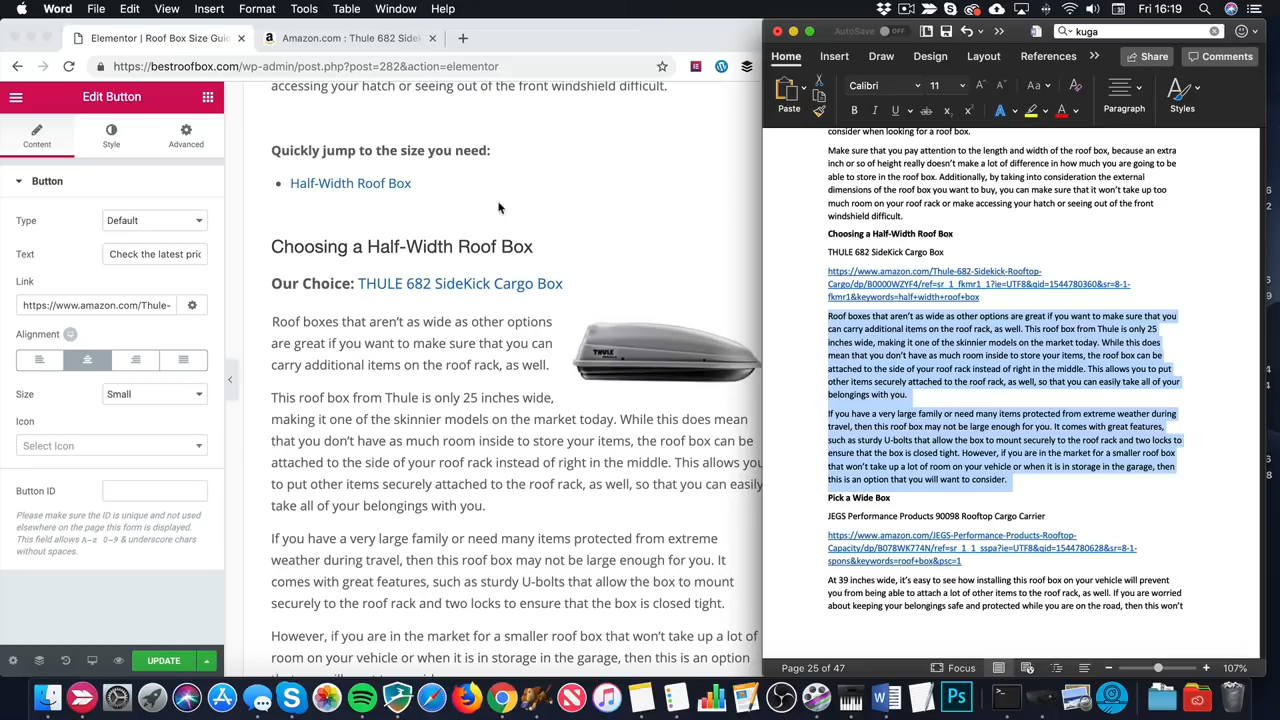 Word File Edit View Insert Format Tools Table Window Help
Fri 16:19
Elementor | Roof Box Size Guid
Amazon.com : Thule 682 Sidek
https://bestroofbox.com/wp-admin/post.php?post=282&action=elementor
Edit Button
Content Style Advanced
Button
Type Default
Text Check the latest pric
Link
https://www.amazon.com/Thule-
Alignment
Size Small
Icon
Select Icon
Button ID
Please make sure the ID is unique and not used
elsewhere on the page this form is displayed.
This field allows A-z 0-9 & underscore chars
without spaces.
UPDATE
accessing your hatch or seeing out of the front windshield difficult.
Quickly jump to the size you need:
Half-Width Roof Box
Choosing a Half-Width Roof Box
Our Choice: THULE 682 SideKick Cargo Box
Roof boxes that aren’t as wide as other options
are great if you want to make sure that you can
carry additional items on the roof rack, as well.
THULE
This roof box from Thule is only 25 inches wide,
making it one of the skinnier models on the market today. While this does mean
that you don’t have as much room inside to store your items, the roof box can be
attached to the side of your roof rack instead of right in the middle. This allows you
to put other items securely attached to the roof rack, as well, so that you can easily
take all of your belongings with you.
If you have a very large family or need many items protected from extreme
weather during travel, then this roof box may not be large enough for you. It
comes with great features, such as sturdy U-bolts that allow the box to mount
securely to the roof rack and two locks to ensure that the box is closed tight.
However, if you are in the market for a smaller roof box that won’t take up a lot of
room on your vehicle or when it is in storage in the garage, then this is an option
AutoSave OFF
kuga
Home Insert Draw Design Layout References
Share Comments
Paste
Calibri 11
Paragraph Styles
consider when looking for a roof box.
Make sure that you pay attention to the length and width of the roof box, because an extra
inch or so of height really doesn’t make a lot of difference in how much you are going to be
able to store in the roof box. Additionally, by taking into consideration the external
dimensions of the roof box you want to buy, you can make sure that it won’t take up too
much room on your roof rack or make accessing your hatch or seeing out of the front
windshield difficult.
Choosing a Half-Width Roof Box
THULE 682 SideKick Cargo Box
https://www.amazon.com/Thule-682-Sidekick-Rooftop-
Cargo/dp/B0000WZYF4/ref=sr_1_fkmr1_1?ie=UTF8&qid=1544780360&sr=8-1-
fkmr1&keywords=half+width+roof+box
Roof boxes that aren’t as wide as other options are great if you want to make sure that you
can carry additional items on the roof rack, as well. This roof box from Thule is only 25
inches wide, making it one of the skinnier models on the market today. While this does
mean that you don’t have as much room inside to store your items, the roof box can be
attached to the side of your roof rack instead of right in the middle. This allows you to put
other items securely attached to the roof rack, as well, so that you can easily take all of your
belongings with you.
If you have a very large family or need many items protected from extreme weather during
travel, then this roof box may not be large enough for you. It comes with great features,
such as sturdy U-bolts that allow the box to mount securely to the roof rack and two locks to
ensure that the box is closed tight. However, if you are in the market for a smaller roof box
that won’t take up a lot of room on your vehicle or when it is in storage in the garage, then
this is an option that you will want to consider.
Pick a Wide Box
JEGS Performance Products 90098 Rooftop Cargo Carrier
https://www.amazon.com/JEGS-Performance-Products-Rooftop-
Capacity/dp/B078WK774N/ref=sr_1_1_sspa?ie=UTF8&qid=1544780628&sr=8-1-
spons&keywords=roof+box&psc=1
At 39 inches wide, it’s easy to see how installing this roof box on your vehicle will prevent
you from being able to attach a lot of other items to the roof rack, as well. If you are worried
about keeping your belongings safe and protected while you are on the road, then this won’t
Page 25 of 47
Focus
107%